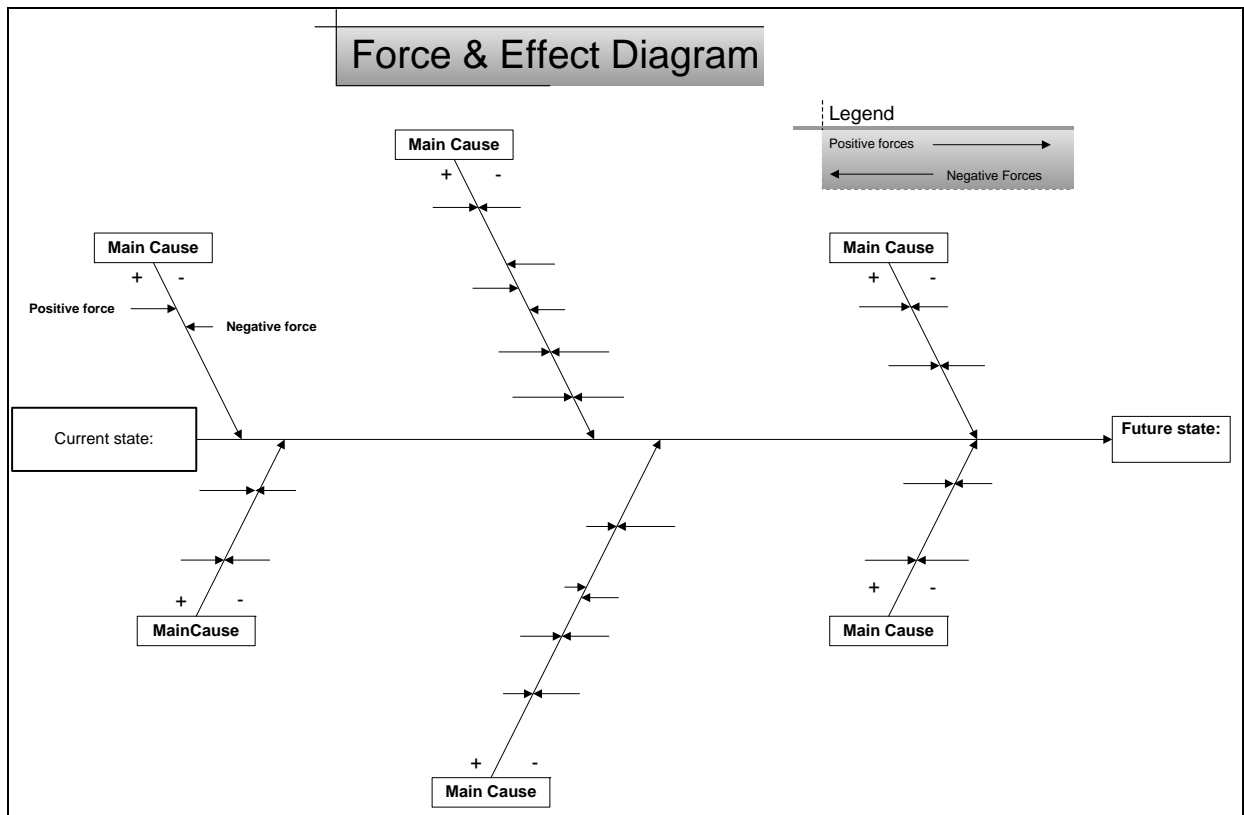 Force & Effect Diagram
Legend
Positive forces
Negative Forces
Main Cause
+ -
Main Cause
+ -
Positive force
Negative force
Main Cause
+ -
Current state:
Future state:
+ -
MainCause
+ -
Main Cause
+ -
Main Cause